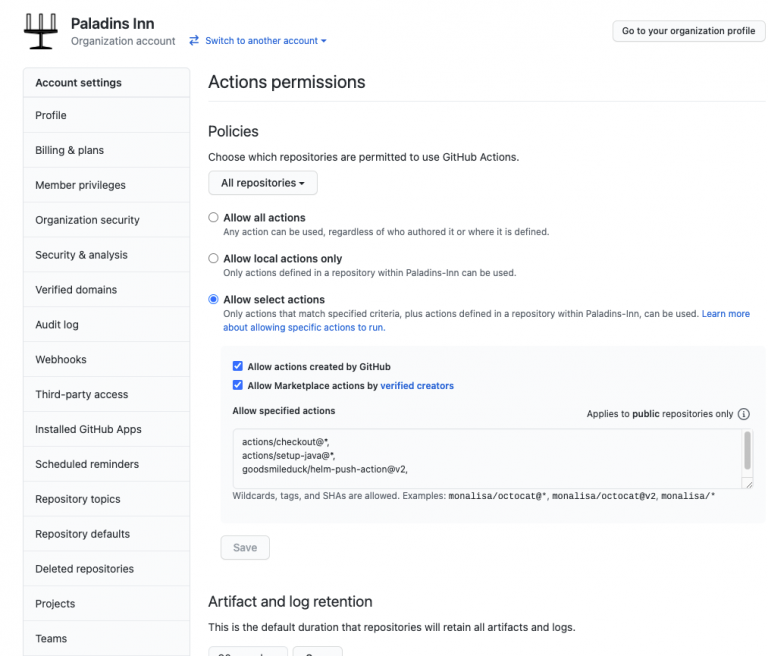 Paladins Inn
Organization account
Switch to another account
Go to your organization profile
Account settings
Profile
Billing & plans
Member privileges
Organization security
Security & analysis
Verified domains
Audit log
Webhooks
Third-party access
Installed GitHub Apps
Scheduled reminders
Repository topics
Repository defaults
Deleted repositories
Projects
Teams
Actions permissions
Policies
Choose which repositories are permitted to use GitHub Actions.
All repositories
Allow all actions
Any action can be used, regardless of who authored it or where it is defined.
Allow local actions only
Only actions defined in a repository within Paladins-Inn can be used.
Allow select actions
Only actions that match specified criteria, plus actions defined in a repository within Paladins-Inn, can be used. Learn more
about allowing specific actions to run.
Allow actions created by GitHub
Allow Marketplace actions by verified creators
Allow specified actions
Applies to public repositories only
actions/checkout@*,
actions/setup-java@*,
goodsmileduck/helm-push-action@v2,
Wildcards, tags, and SHAs are allowed. Examples: monalisa/octocat@*, monalisa/octocat@v2, monalisa/*
Save
Artifact and log retention
This is the default duration that repositories will retain all artifacts and logs.